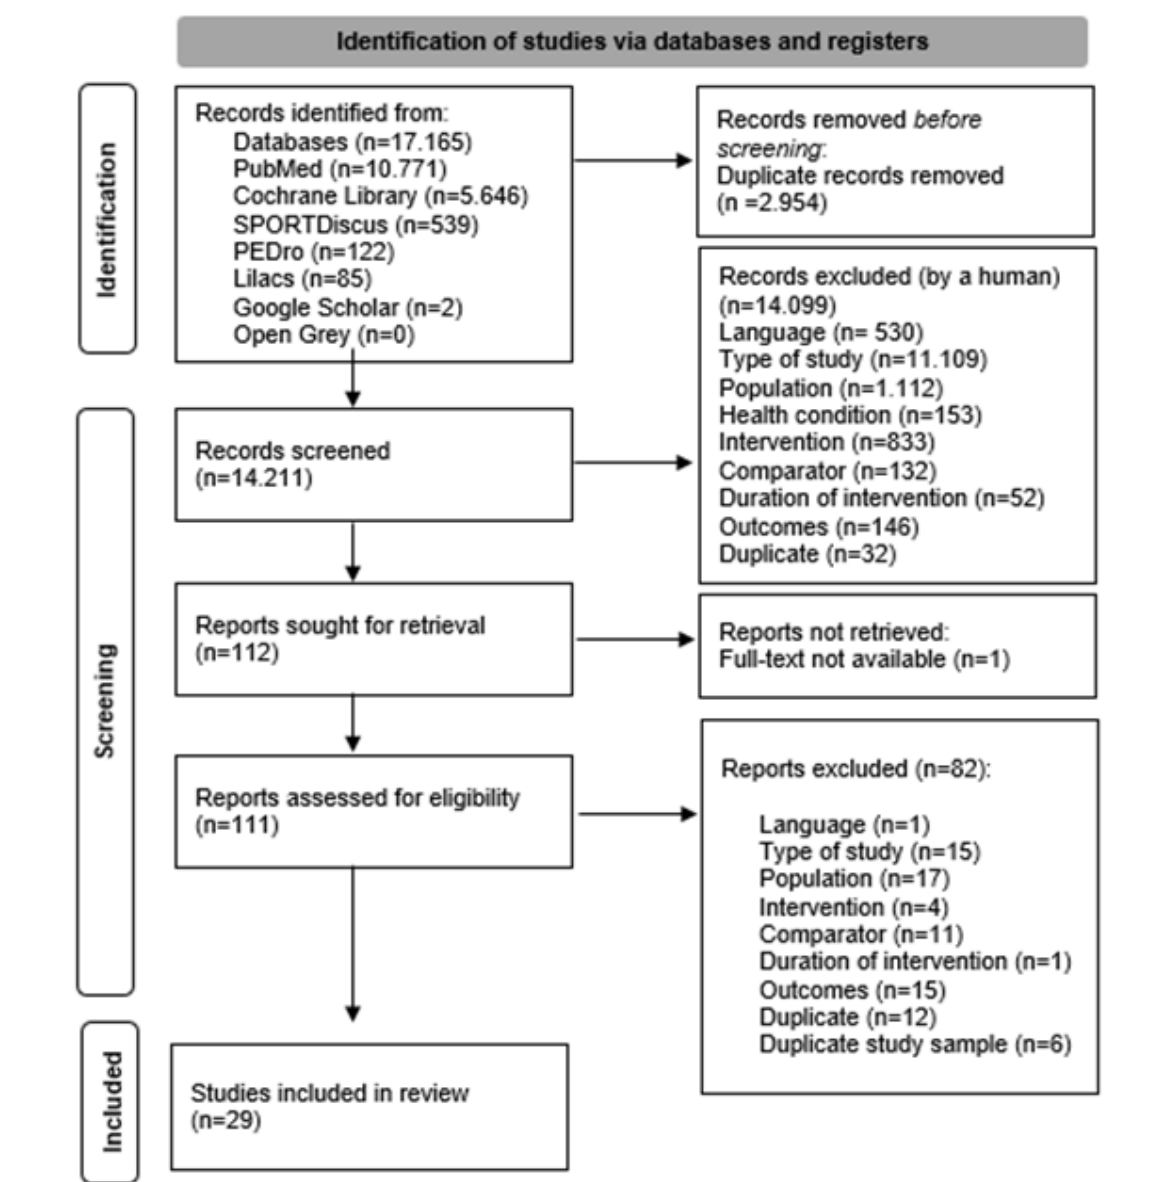 Identification of studies via databases and registers
Identification
Records identified from:
Databases (n=17.165)
PubMed (n=10.771)
Cochrane Library (n=5.646)
SPORTDiscus (n=539)
PEDro (n=122)
Lilacs (n=85)
Google Scholar (n=2)
Open Grey (n=0)
Records removed before
screening:
Duplicate records removed
(n =2.954)
Records excluded (by a human)
(n=14.099)
Language (n= 530)
Type of study (n=11.109)
Population (n=1.112)
Health condition (n=153)
Intervention (n=833)
Comparator (n=132)
Duration of intervention (n=52)
Outcomes (n=146)
Duplicate (n=32)
Screening
Records screened
(n=14.211)
Reports sought for retrieval
(n=112)
Reports not retrieved:
Full-text not available (n=1)
Reports assessed for eligibility
(n=111)
Reports excluded (n=82):
Language (n=1)
Type of study (n=15)
Population (n=17)
Intervention (n=4)
Comparator (n=11)
Duration of intervention (n=1)
Outcomes (n=15)
Duplicate (n=12)
Duplicate study sample (n=6)
Included
Studies included in review
(n=29)